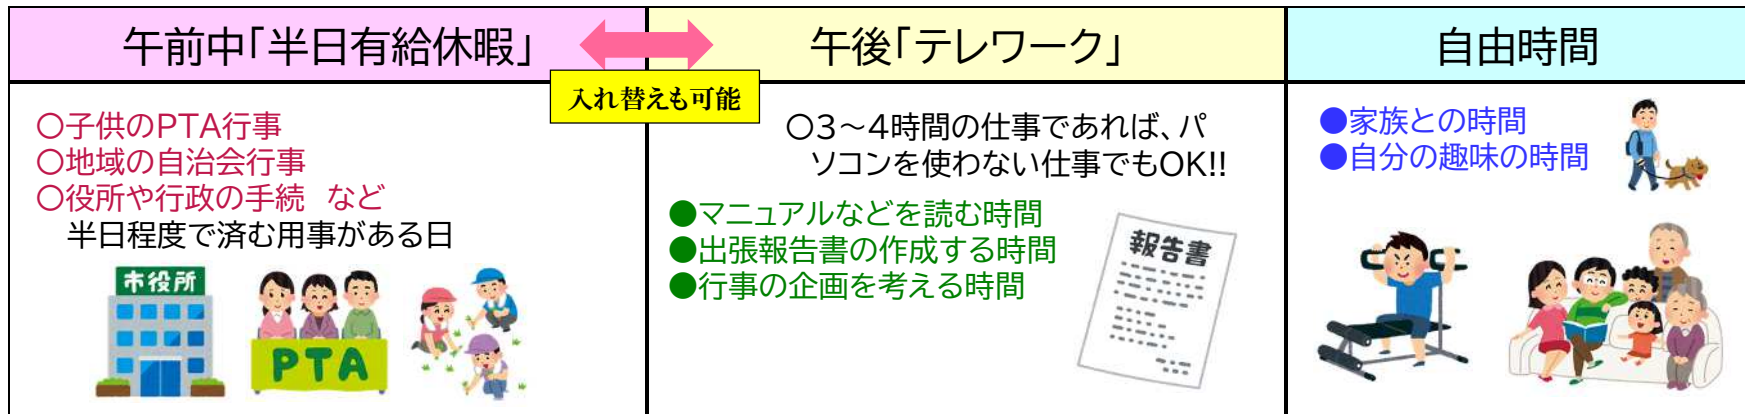 午前中「半日有給休暇」
入れ替えも可能
午後「テレワーク」
自由時間
〇子供のPTA行事
〇地域の自治会行事
〇役所や行政の手続　など
半日程度で済む用事がある日
市役所
PTA
〇3～4時間の仕事であれば、パ
ソコンを使わない仕事でもOK!!
●マニュアルなどを読む時間
●出張報告書の作成する時間
●行事の企画を考える時間
報告書
●家族との時間
●自分の趣味の時間